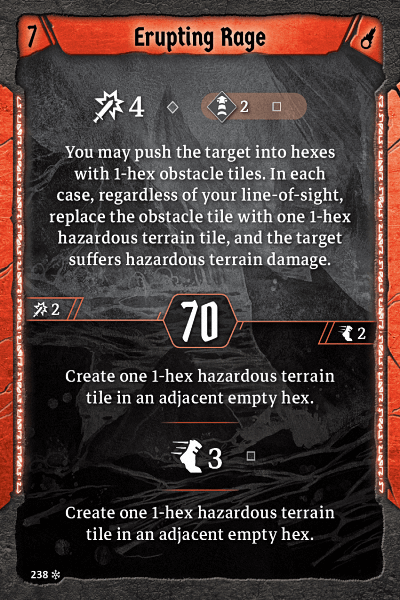 7
Erupting Rage
4
2
You may push the target into hexes
with 1-hex obstacle tiles. In each
case, regardless of your line-of-sight,
replace the obstacle tile with one 1-hex
hazardous terrain tile, and the target
suffers hazardous terrain damage.
2
70
2
Create one 1-hex hazardous terrain
tile in an adjacent empty hex.
3
Create one 1-hex hazardous terrain
tile in an adjacent empty hex.
238